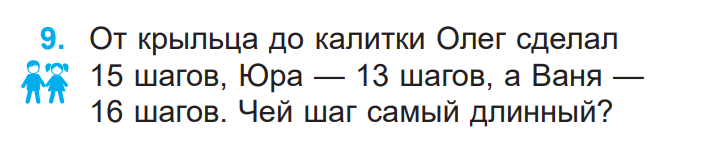 9. От крыльца до калитки Олег сделал
15 шагов, Юра — 13 шагов, а Ваня —
16 шагов. Чей шаг самый длинный?